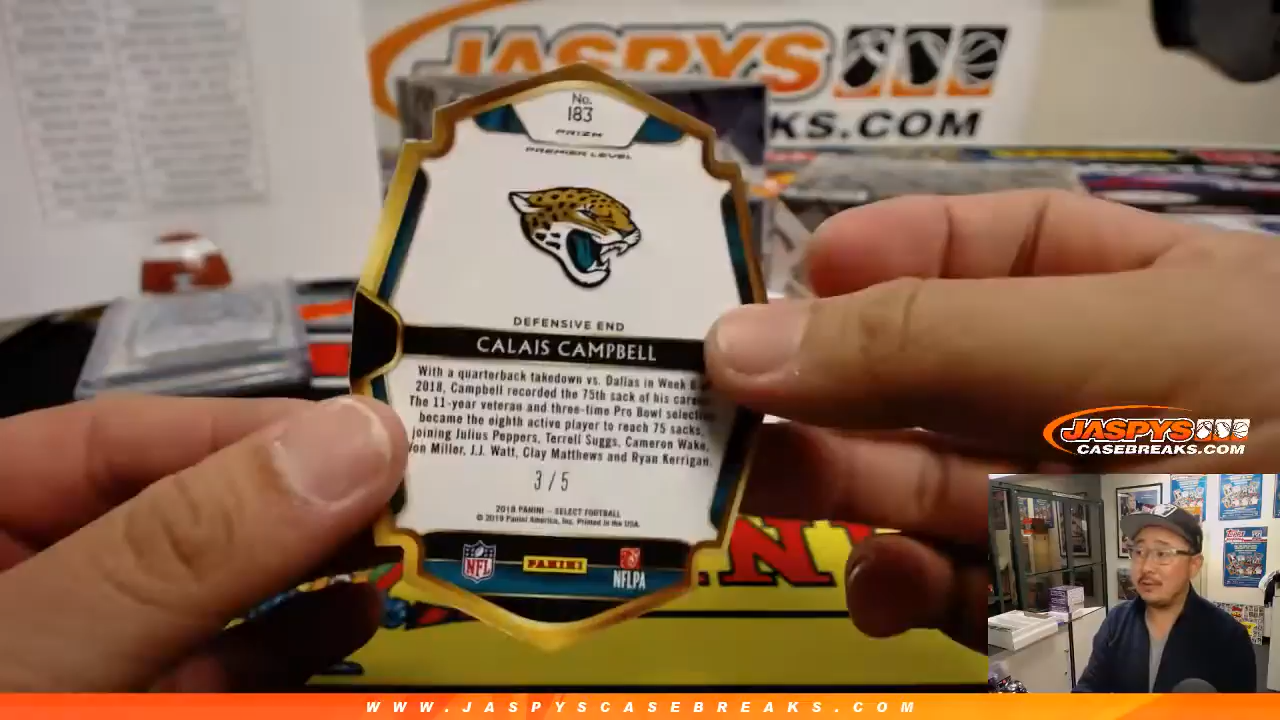 JASPYS
KS.COM
No.
183
PRIZM
PREMIER LEVEL
DEFENSIVE END
CALAIS CAMPBELL
With a quarterback takedown vs. Dallas in Week
2018, Campbell recorded the 75th sack of his
The 11-year veteran and three-time Pro Bowl
became the eighth active player to reach 75 sacks,
joining Julius Peppers, Terrell Suggs, Cameron Wake,
Von Miller, J.J. Watt, Clay Matthews and Ryan Kerrigan.
3/5
2018 PANINI – SELECT FOOTBALL
© 2019 Panini America, Inc. Printed in the USA.
NFL
PANINI
NFLPA
JASPYS
CASEBREAKS.COM
WWW.JASPYSCASEBREAKS.COM